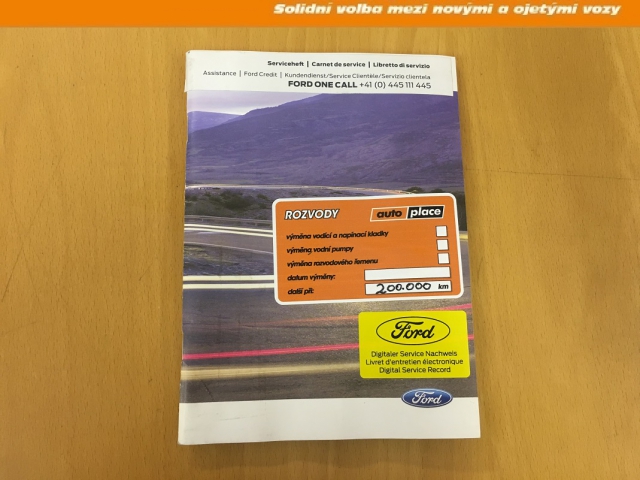 Solidní volba mezi novými a ojetými vozy
Serviceheft | Carnet de service | Libretto di servizio
Assistance | Ford Credit | Kundendienst/Service Clientèle/Servizio clientela
FORD ONE CALL +41 (0) 445 111 445
ROZVODY auto place
výměna vodící a napínací kladky
výměng vodní pumpy
výměna rozvodového řemenu
datum výměny:
další při: 200.000 km
Ford
Digitaler Service Nachweis
Livret d'entretien électronique
Digital Service Record
Ford